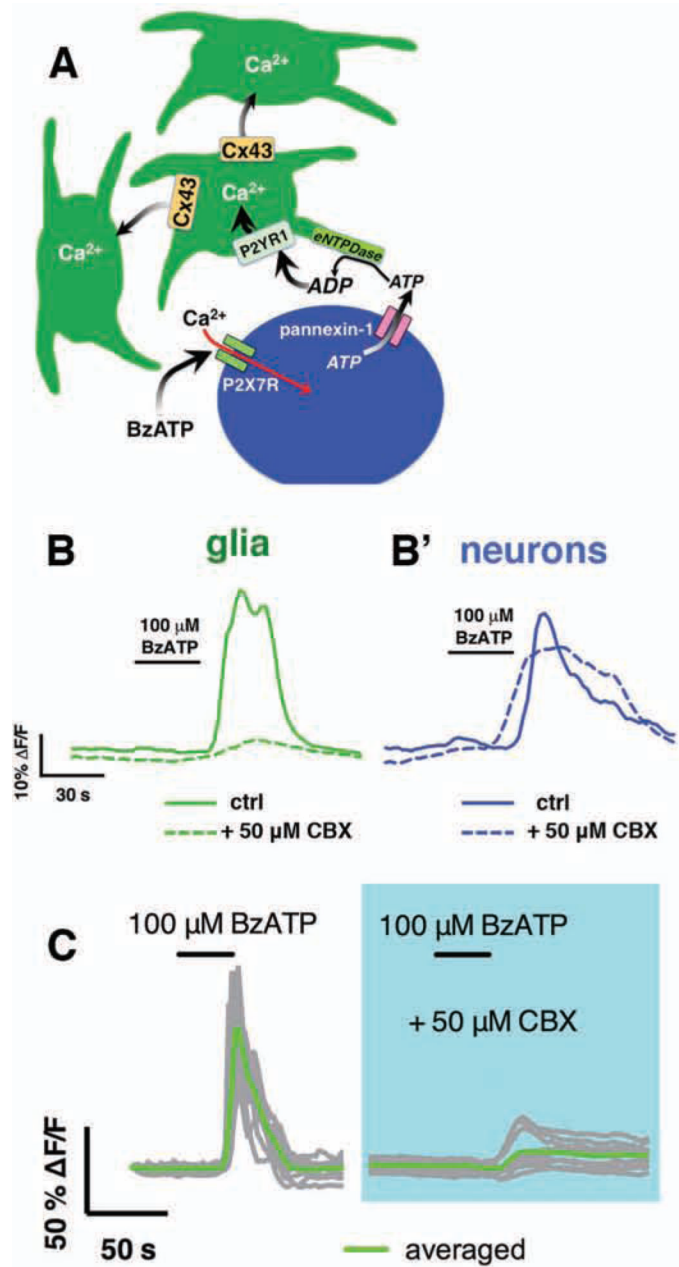 A
Ca²⁺
Cx43
Ca²⁺
Cx43
Ca²⁺
P2YR1
eNTPDase
ADP
ATP
Ca²⁺
pannexin-1
ATP
P2X7R
BzATP
B
glia
B'
neurons
100 µM
BzATP
100 µM
BzATP
10% ΔF/F
30 s
ctrl
+ 50 µM CBX
ctrl
+ 50 µM CBX
C
100 µM BzATP
100 µM BzATP
+ 50 µM CBX
50 % ΔF/F
50 s
averaged